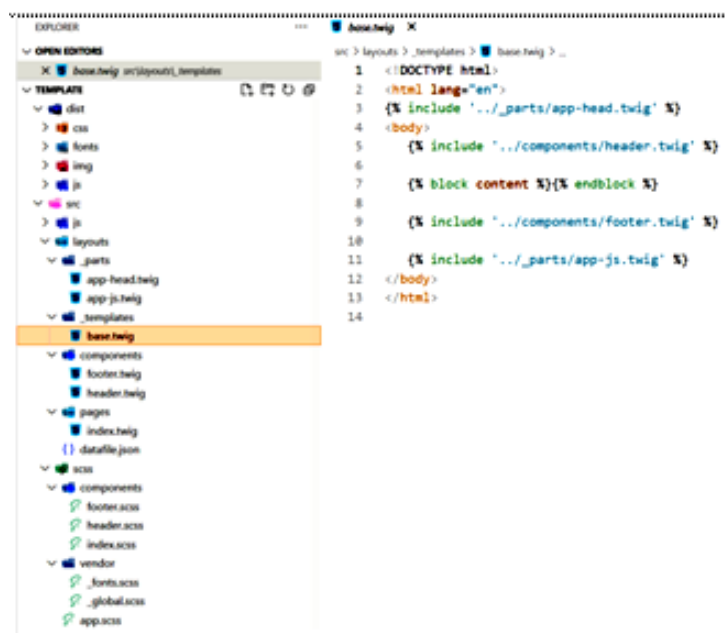 EXPLORER
OPEN EDITORS
base.twig src\layouts\_templates
TEMPLATE
dist
css
fonts
img
js
src
js
layouts
_parts
app-head.twig
app-js.twig
_templates
base.twig
components
footer.twig
header.twig
pages
index.twig
{} datafile.json
scss
components
footer.scss
header.scss
index.scss
vendor
_fonts.scss
_global.scss
app.scss
base.twig
src > layouts > _templates > base.twig > ...
1 <!DOCTYPE html>
2 <html lang="en">
3 {% include '../_parts/app-head.twig' %}
4 <body>
5 {% include '../components/header.twig' %}
6
7 {% block content %}{% endblock %}
8
9 {% include '../components/footer.twig' %}
10
11 {% include '../_parts/app-js.twig' %}
12 </body>
13 </html>
14